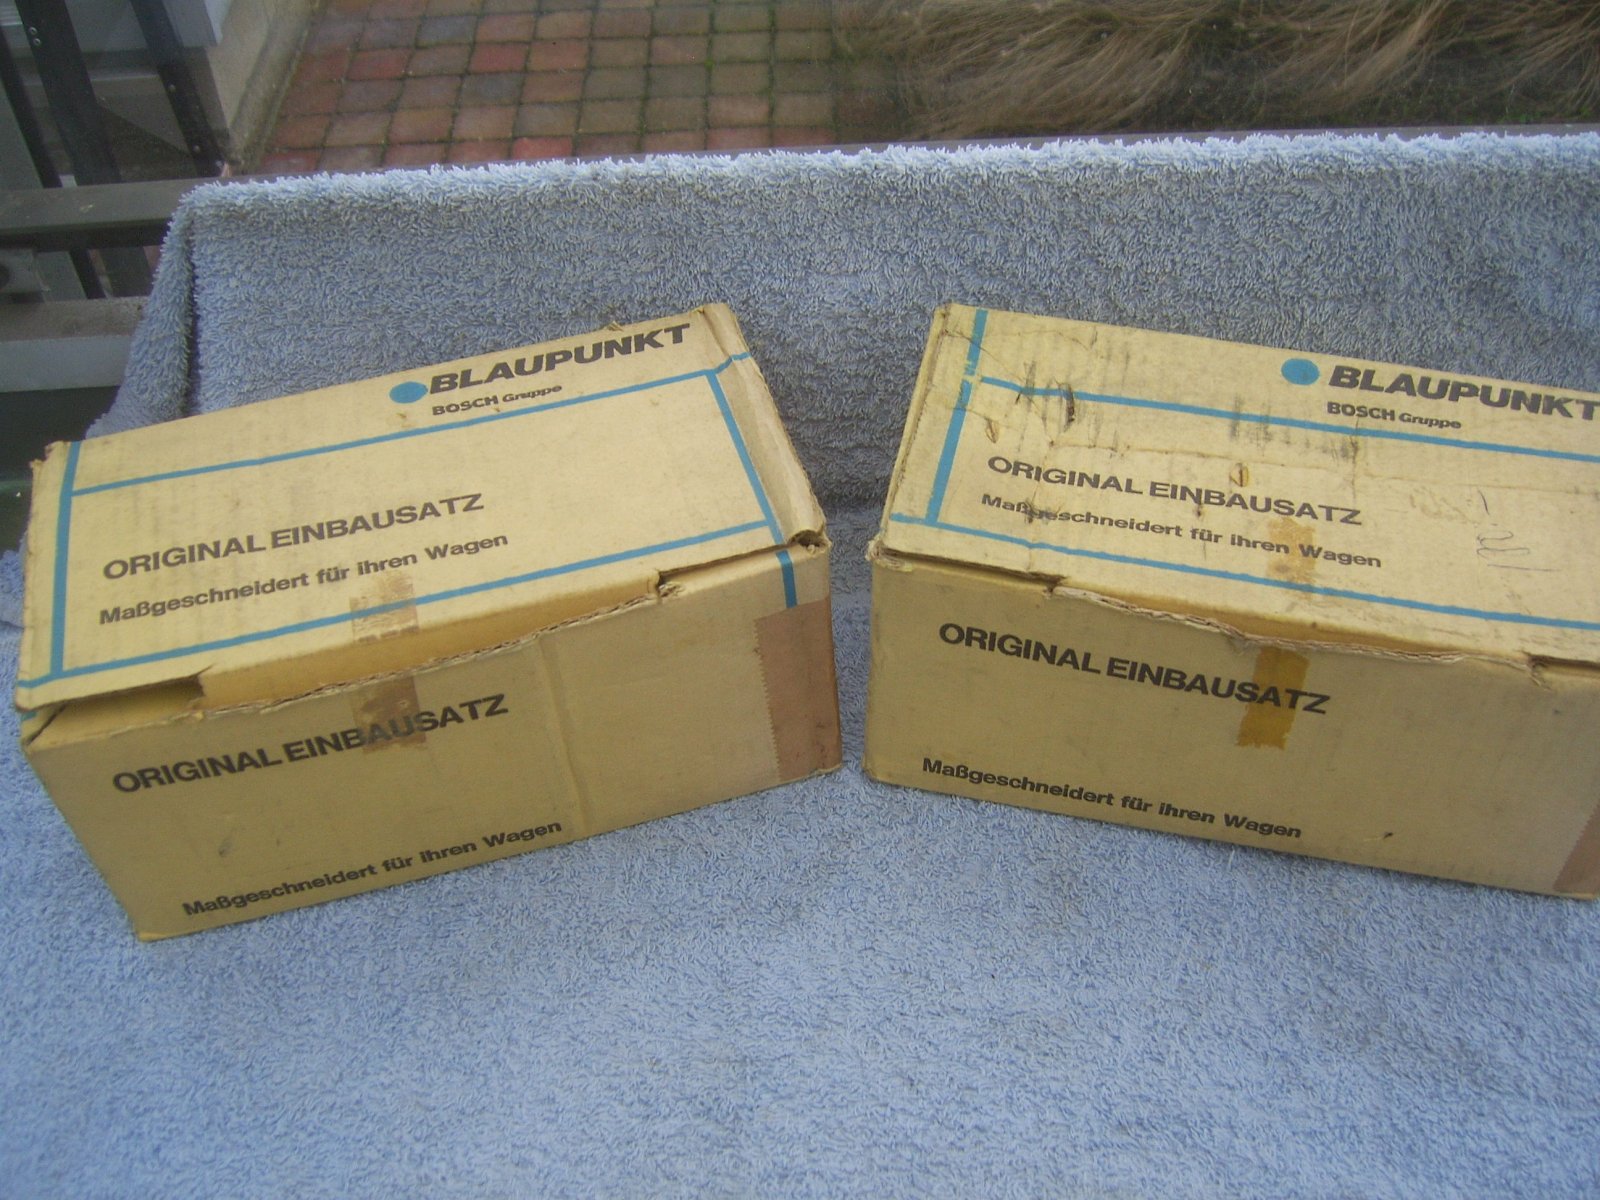 BLAUPUNKT
BOSCH Gruppe
ORIGINAL EINBAUSATZ
Maßgeschneidert für ihren Wagen
ORIGINAL EINBAUSATZ
Maßgeschneidert für ihren Wagen
BLAUPUNKT
BOSCH Gruppe
ORIGINAL EINBAUSATZ
Maßgeschneidert für ihren Wagen
ORIGINAL EINBAUSATZ
Maßgeschneidert für ihren Wagen